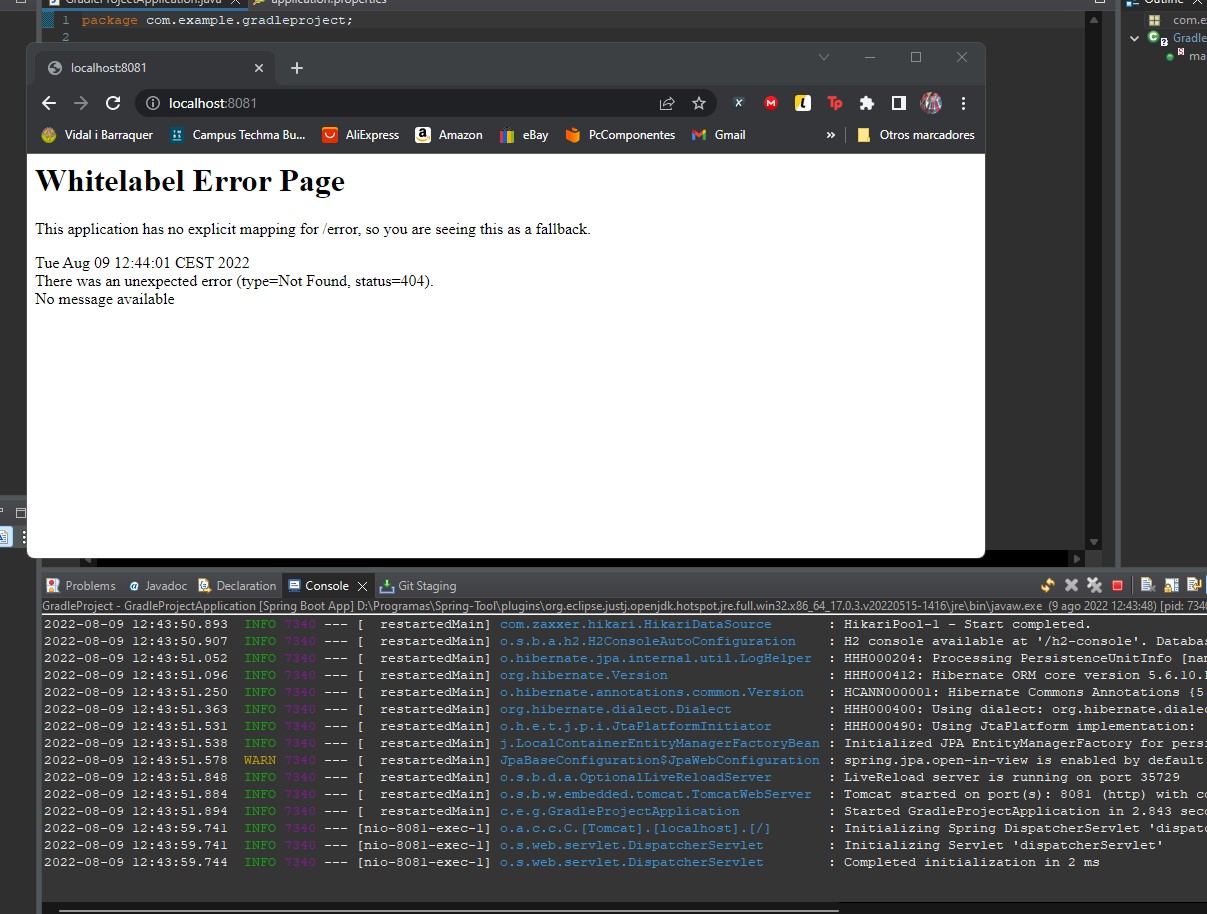 GradleProjectApplication.java
application.properties
Outline
1 package com.example.gradleproject;
2
com.e
Gradle
ma
localhost:8081
localhost:8081
Vidal i Barraquer
Campus Techma Bu...
AliExpress
Amazon
eBay
PcComponentes
Gmail
»
Otros marcadores
Whitelabel Error Page
This application has no explicit mapping for /error, so you are seeing this as a fallback.
Tue Aug 09 12:44:01 CEST 2022
There was an unexpected error (type=Not Found, status=404).
No message available
Problems
@ Javadoc
Declaration
Console
Git Staging
GradleProject - GradleProjectApplication [Spring Boot App] D:\Programas\Spring-Tool\plugins\org.eclipse.justj.openjdk.hotspot.jre.full.win32.x86_64_17.0.3.v20220515-1416\jre\bin\javaw.exe (9 ago 2022 12:43:48) [pid: 7340
2022-08-09 12:43:50.893 INFO 7340 --- [ restartedMain] com.zaxxer.hikari.HikariDataSource : HikariPool-1 - Start completed.
2022-08-09 12:43:50.907 INFO 7340 --- [ restartedMain] o.s.b.a.h2.H2ConsoleAutoConfiguration : H2 console available at '/h2-console'. Databas
2022-08-09 12:43:51.052 INFO 7340 --- [ restartedMain] o.hibernate.jpa.internal.util.LogHelper : HHH000204: Processing PersistenceUnitInfo [nam
2022-08-09 12:43:51.096 INFO 7340 --- [ restartedMain] org.hibernate.Version : HHH000412: Hibernate ORM core version 5.6.10.
2022-08-09 12:43:51.250 INFO 7340 --- [ restartedMain] o.hibernate.annotations.common.Version : HCANN000001: Hibernate Commons Annotations {5
2022-08-09 12:43:51.363 INFO 7340 --- [ restartedMain] org.hibernate.dialect.Dialect : HHH000400: Using dialect: org.hibernate.dialec
2022-08-09 12:43:51.531 INFO 7340 --- [ restartedMain] o.h.e.t.j.p.i.JtaPlatformInitiator : HHH000490: Using JtaPlatform implementation:
2022-08-09 12:43:51.538 INFO 7340 --- [ restartedMain] j.LocalContainerEntityManagerFactoryBean : Initialized JPA EntityManagerFactory for persi
2022-08-09 12:43:51.578 WARN 7340 --- [ restartedMain] JpaBaseConfiguration$JpaWebConfiguration : spring.jpa.open-in-view is enabled by default
2022-08-09 12:43:51.848 INFO 7340 --- [ restartedMain] o.s.b.d.a.OptionalLiveReloadServer : LiveReload server is running on port 35729
2022-08-09 12:43:51.884 INFO 7340 --- [ restartedMain] o.s.b.w.embedded.tomcat.TomcatWebServer : Tomcat started on port(s): 8081 (http) with co
2022-08-09 12:43:51.894 INFO 7340 --- [ restartedMain] c.e.g.GradleProjectApplication : Started GradleProjectApplication in 2.843 seco
2022-08-09 12:43:59.741 INFO 7340 --- [nio-8081-exec-1] o.a.c.c.C.[Tomcat].[localhost].[/] : Initializing Spring DispatcherServlet 'dispatc
2022-08-09 12:43:59.741 INFO 7340 --- [nio-8081-exec-1] o.s.web.servlet.DispatcherServlet : Initializing Servlet 'dispatcherServlet'
2022-08-09 12:43:59.744 INFO 7340 --- [nio-8081-exec-1] o.s.web.servlet.DispatcherServlet : Completed initialization in 2 ms